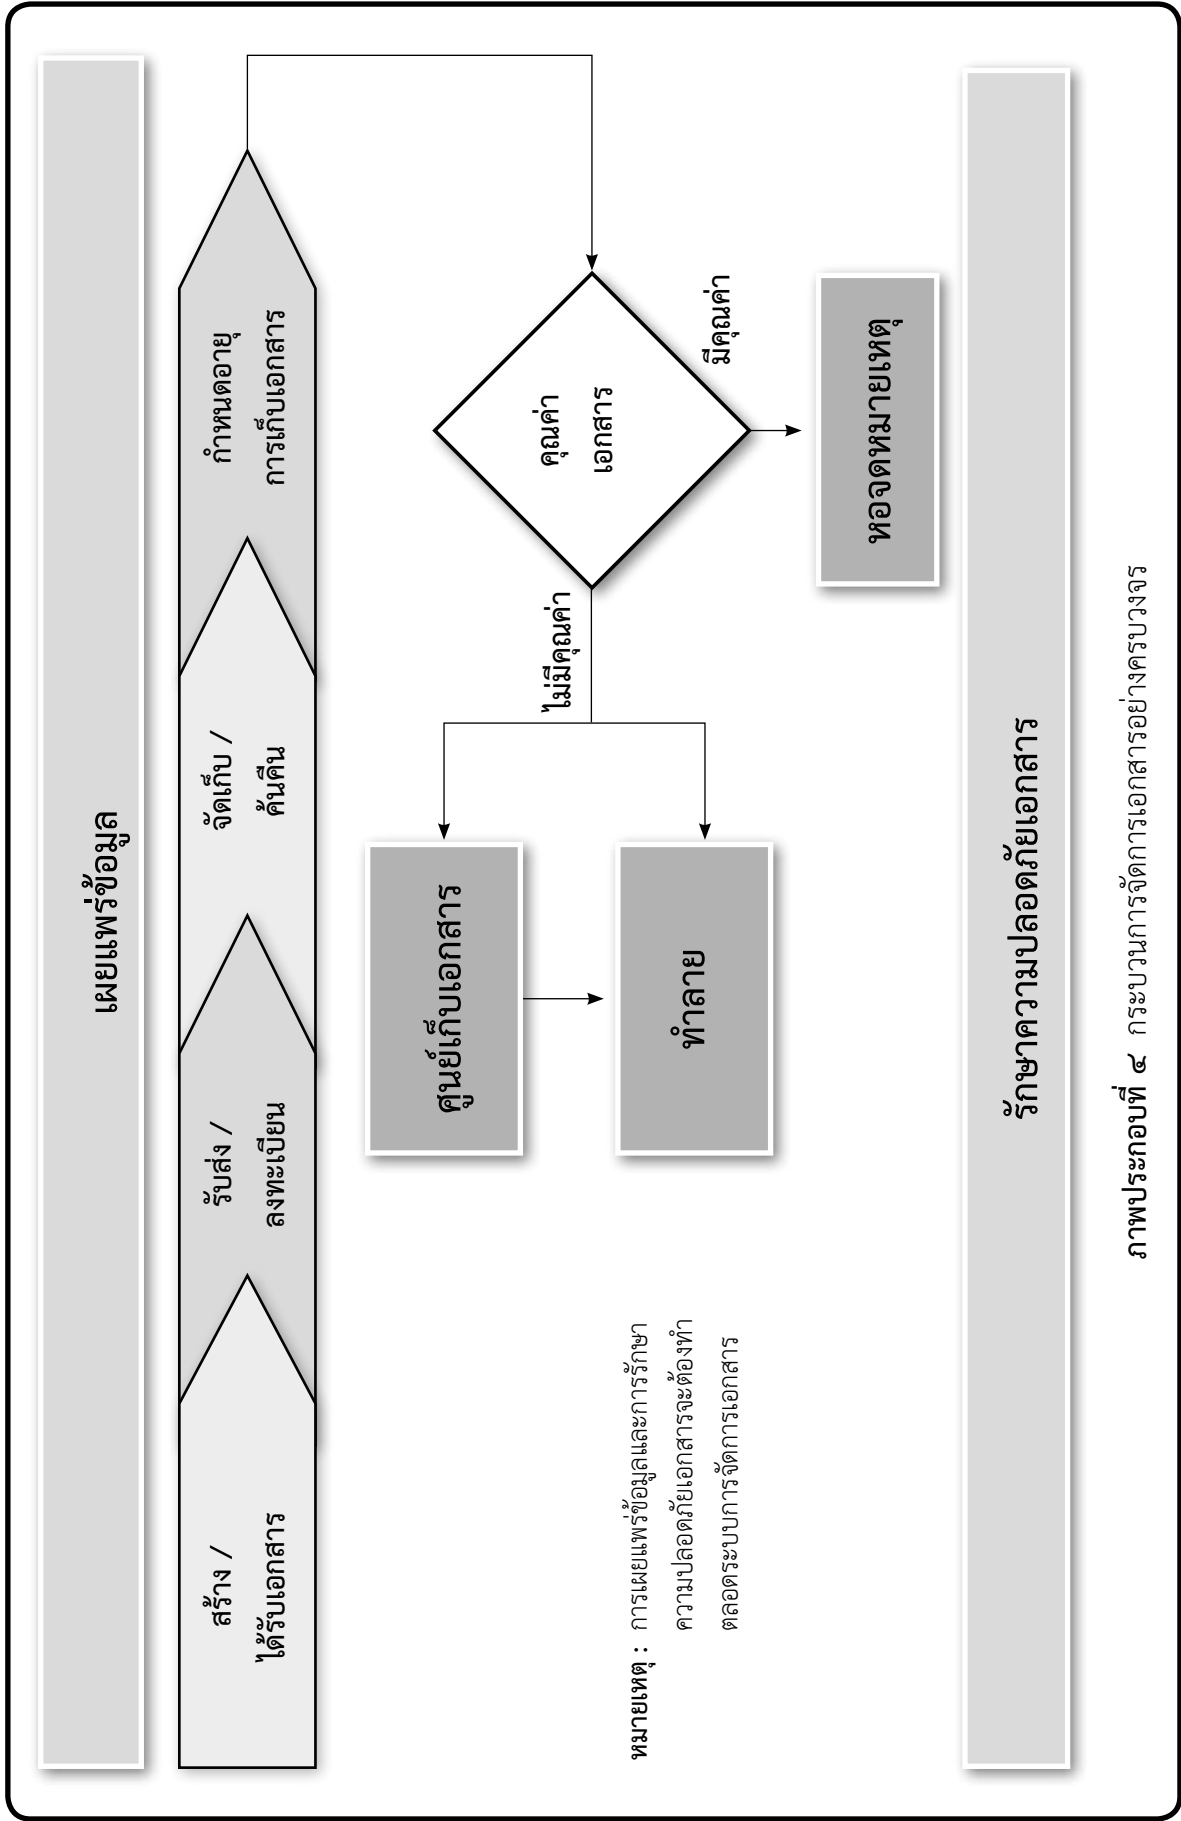 เผยแพร่ข้อมูล
สร้าง /
ได้รับเอกสาร
รับส่ง /
ลงทะเบียน
จัดเก็บ /
ค้นคืน
กำหนดอายุ
การเก็บเอกสาร
คุณค่า
เอกสาร
ไม่มีคุณค่า
มีคุณค่า
ศูนย์เก็บเอกสาร
ทำลาย
หอจดหมายเหตุ
หมายเหตุ : การเผยแพร่ข้อมูลและการรักษา
ความปลอดภัยเอกสารจะต้องทำ
ตลอดระบบการจัดการเอกสาร
รักษาความปลอดภัยเอกสาร
ภาพประกอบที่ ๔ กระบวนการจัดการเอกสารอย่างครบวงจร